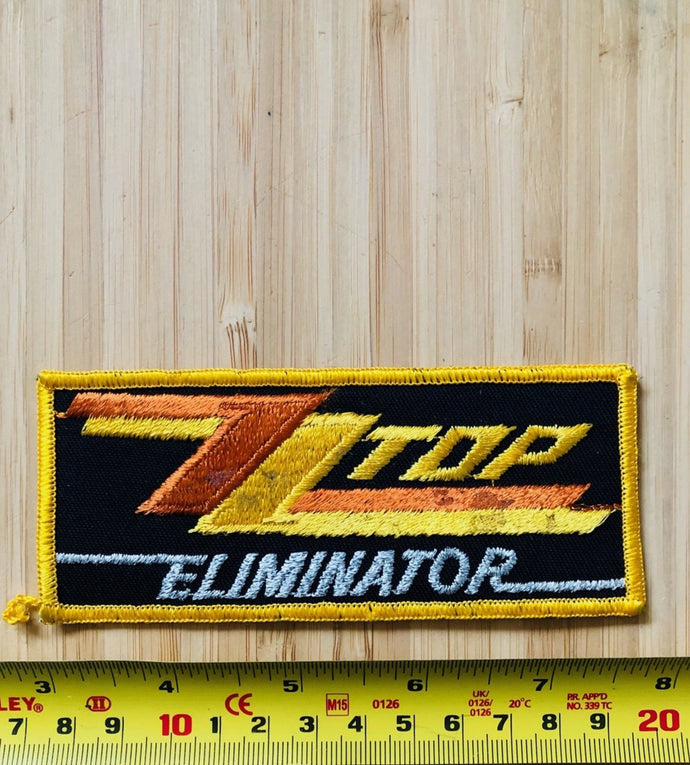 ZZ TOP
ELIMINATOR
3 4 5 6 7 8
LEY® II CE M15 0126 UK/ 0126/ 0126 20°C P.R. APP'D NO. 339 TC
7 8 9 10 1 2 3 4 5 6 7 8 9 20